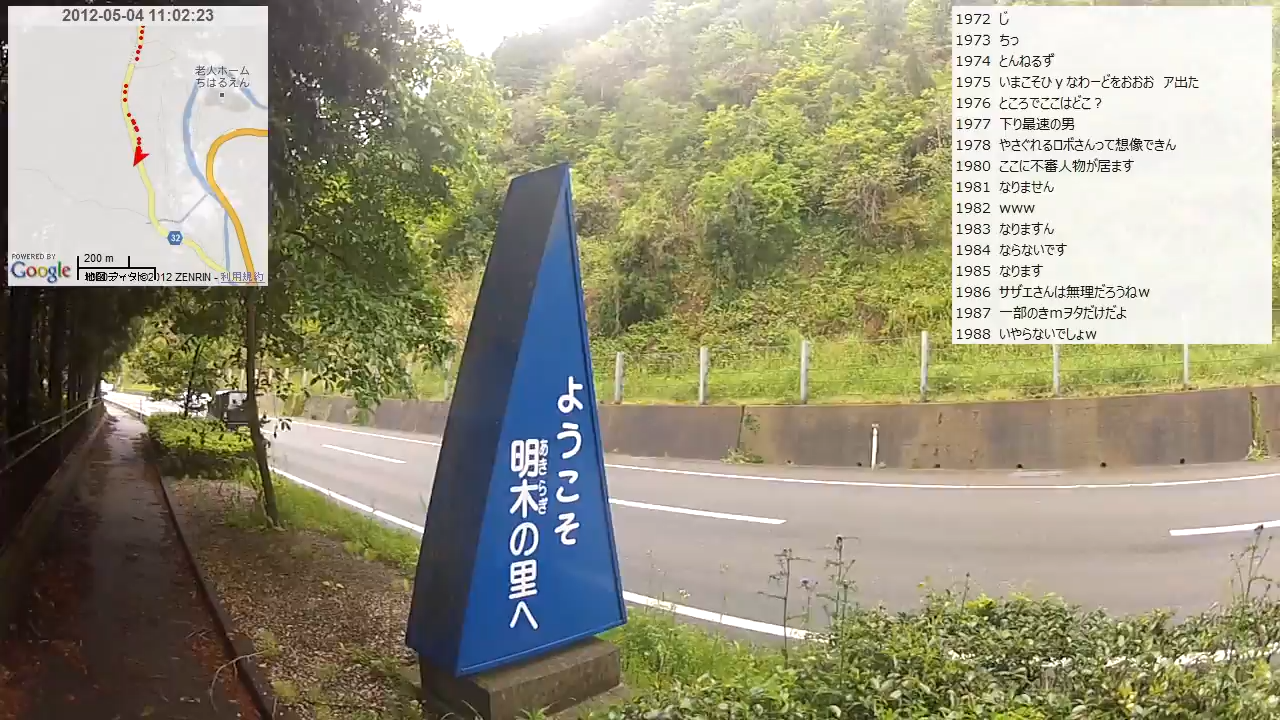 2012-05-04 11:02:23
老人ホーム
ちはるえん
32
POWERED BY
Google
200 m
地図データ ©2012 ZENRIN - 利用規約
1972 じ
1973 ちっ
1974 とんねるず
1975 いまこそひｙなわーどをおおお　ア出た
1976 ところでここはどこ？
1977 下り最速の男
1978 やさぐれるロボさんって想像できん
1980 ここに不審人物が居ます
1981 なりません
1982 www
1983 なりますん
1984 ならないです
1985 なります
1986 サザエさんは無理だろうねｗ
1987 一部のきｍヲタだけだよ
1988 いやらないでしょｗ
ようこそ
あきらぎ
明木の里へ